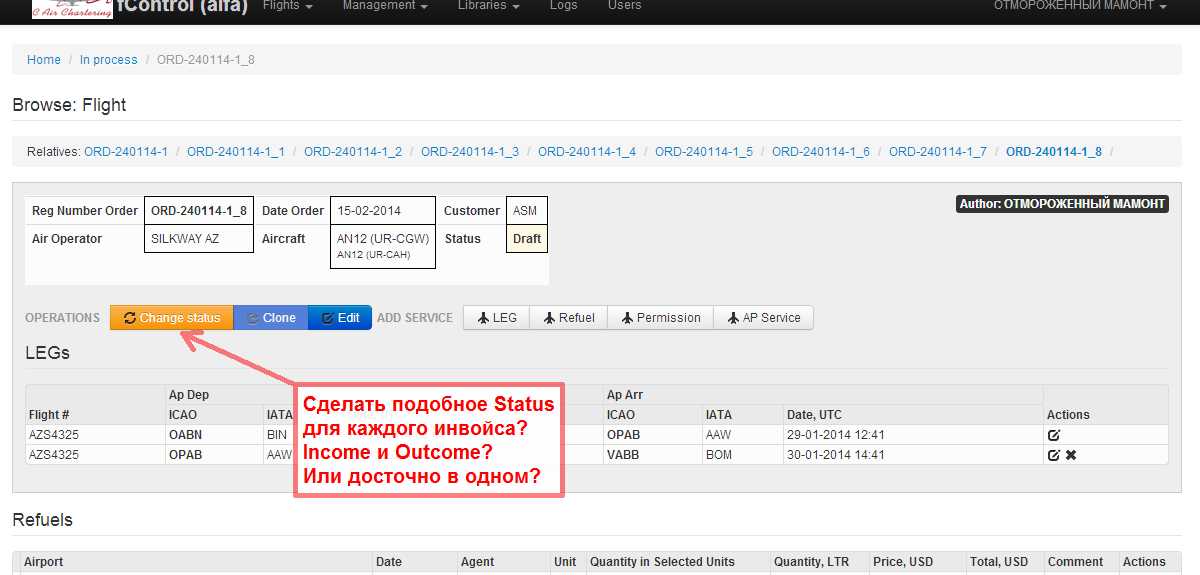 C Air Chartering fControl (alfa) Flights Management Libraries Logs Users ОТМОРОЖЕННЫЙ МАМОНТ
Home / In process / ORD-240114-1_8
Browse: Flight
Relatives: ORD-240114-1 / ORD-240114-1_1 / ORD-240114-1_2 / ORD-240114-1_3 / ORD-240114-1_4 / ORD-240114-1_5 / ORD-240114-1_6 / ORD-240114-1_7 / ORD-240114-1_8 /
Author: ОТМОРОЖЕННЫЙ МАМОНТ
Reg Number Order ORD-240114-1_8 Date Order 15-02-2014 Customer ASM
Air Operator SILKWAY AZ Aircraft AN12 (UR-CGW) Status Draft
AN12 (UR-CAH)
OPERATIONS Change status Clone Edit ADD SERVICE LEG Refuel Permission AP Service
LEGs
Ap Dep Ap Arr
Flight # ICAO IATA ICAO IATA Date, UTC Actions
AZS4325 OABN BIN OPAB AAW 29-01-2014 12:41
AZS4325 OPAB AAW VABB BOM 30-01-2014 14:41
Сделать подобное Status
для каждого инвойса?
Income и Outcome?
Или досточно в одном?
Refuels
Airport Date Agent Unit Quantity in Selected Units Quantity, LTR Price, USD Total, USD Comment Actions